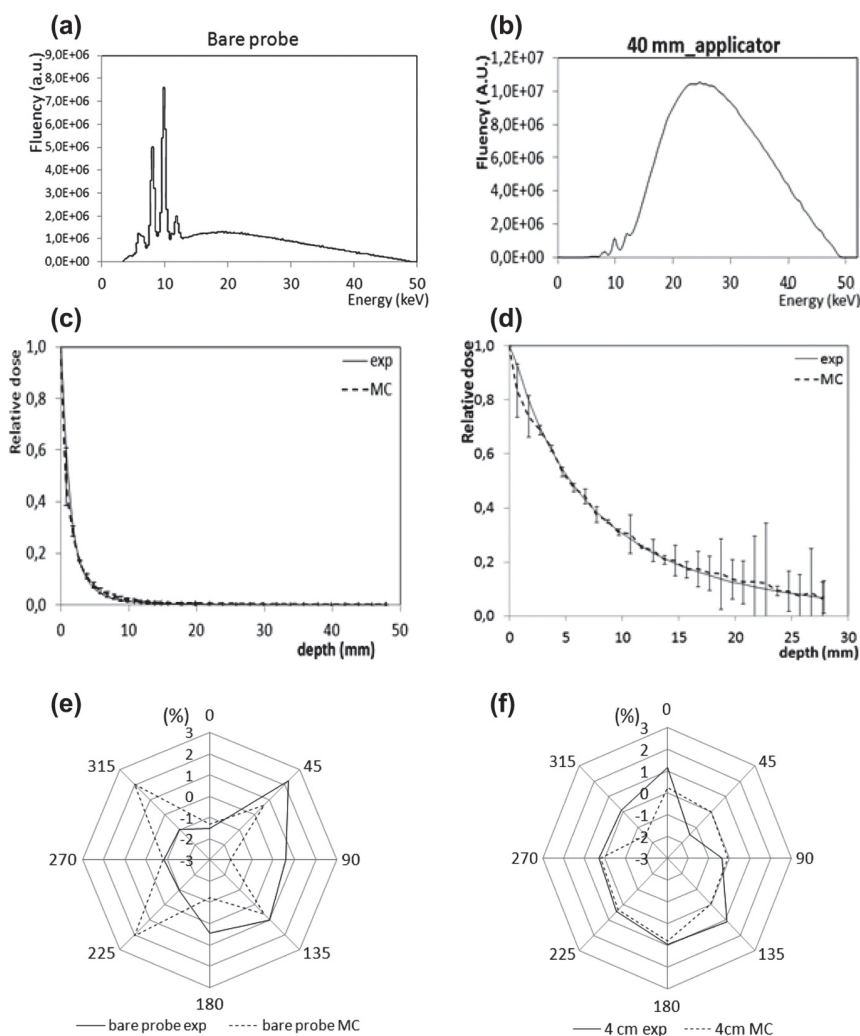 (a)
Bare probe
Fluency (a.u.)
9,0E+06
8,0E+06
7,0E+06
6,0E+06
5,0E+06
4,0E+06
3,0E+06
2,0E+06
1,0E+06
0,0E+00
0 10 20 30 40 50
Energy (keV)
(b)
40 mm_applicator
Fluency ( A.U.)
1,2E+07
1,0E+07
8,0E+06
6,0E+06
4,0E+06
2,0E+06
0,0E+00
0 10 20 30 40 50
Energy (keV)
(c)
Relative dose
1,0
0,8
0,6
0,4
0,2
0,0
exp
MC
0 10 20 30 40 50
depth (mm)
(d)
Relative dose
1,0
0,8
0,6
0,4
0,2
0,0
exp
MC
0 5 10 15 20 25 30
depth (mm)
(e)
(%)
0
45
90
135
180
225
270
315
3
2
1
0
-1
-2
-3
bare probe exp
bare probe MC
(f)
(%)
0
45
90
135
180
225
270
315
3
2
1
0
-1
-2
-3
4 cm exp
4cm MC